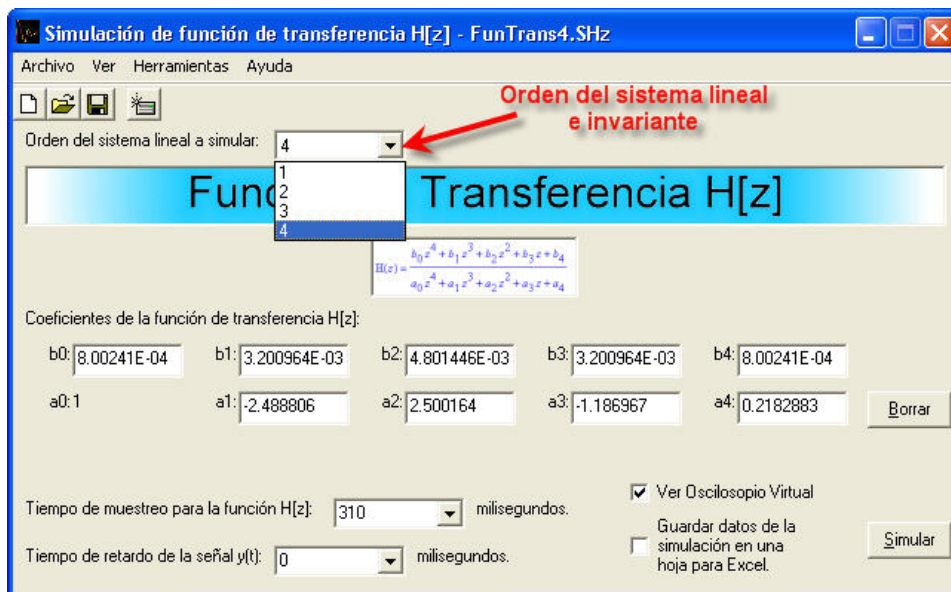 Simulación de función de transferencia H[z] - FunTrans4.SHz
Archivo Ver Herramientas Ayuda
Orden del sistema lineal
e invariante
Orden del sistema lineal a simular: 4
1
2
3
4
Func Transferencia H[z]
H(z) = b0z^4+b1z^3+b2z^2+b3z+b4
a0z^4+a1z^3+a2z^2+a3z+a4
Coeficientes de la función de transferencia H[z]:
b0: 8.00241E-04 b1: 3.200964E-03 b2: 4.801446E-03 b3: 3.200964E-03 b4: 8.00241E-04
a0: 1 a1: -2.488806 a2: 2.500164 a3: -1.186967 a4: 0.2182883 Borrar
Ver Oscilosopio Virtual
Tiempo de muestreo para la función H[z]: 310 milisegundos.
Guardar datos de la
simulación en una
hoja para Excel.
Simular
Tiempo de retardo de la señal y(t): 0 milisegundos.